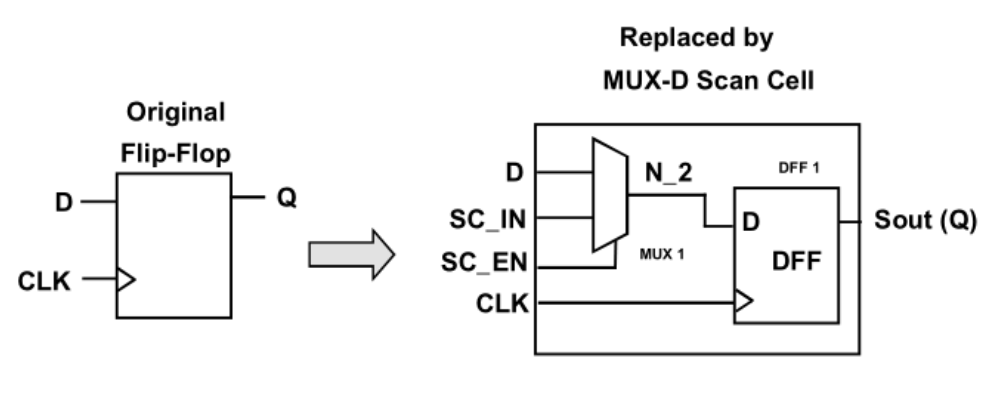 Original
Flip-Flop
D
Q
CLK
Replaced by
MUX-D Scan Cell
D
SC_IN
SC_EN
CLK
N_2
MUX 1
DFF 1
D
DFF
Sout (Q)